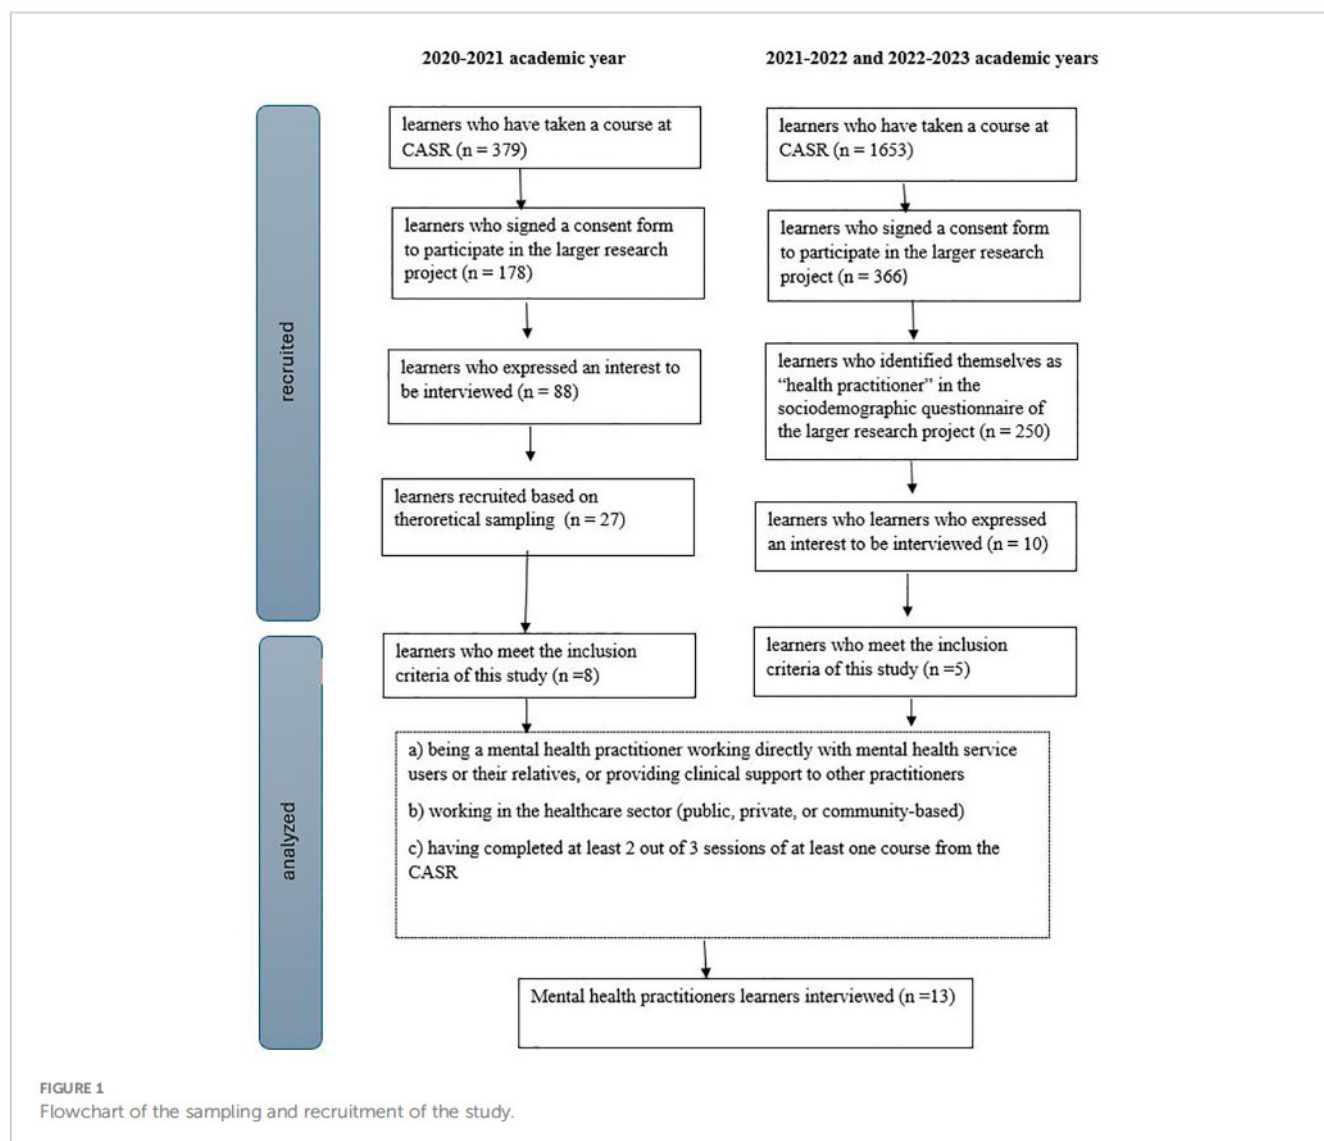 2020-2021 academic year
2021-2022 and 2022-2023 academic years
recruited
learners who have taken a course at
CASR (n = 379)
learners who have taken a course at
CASR (n = 1653)
learners who signed a consent form
to participate in the larger research
project (n = 178)
learners who signed a consent form
to participate in the larger research
project (n = 366)
learners who expressed an interest to
be interviewed (n = 88)
learners who identified themselves as
“health practitioner” in the
sociodemographic questionnaire of
the larger research project (n = 250)
learners recruited based on
theroretical sampling (n = 27)
learners who learners who expressed
an interest to be interviewed (n = 10)
analyzed
learners who meet the inclusion
criteria of this study (n =8)
learners who meet the inclusion
criteria of this study (n =5)
a) being a mental health practitioner working directly with mental health service
users or their relatives, or providing clinical support to other practitioners
b) working in the healthcare sector (public, private, or community-based)
c) having completed at least 2 out of 3 sessions of at least one course from the
CASR
Mental health practitioners learners interviewed (n =13)
FIGURE 1
Flowchart of the sampling and recruitment of the study.